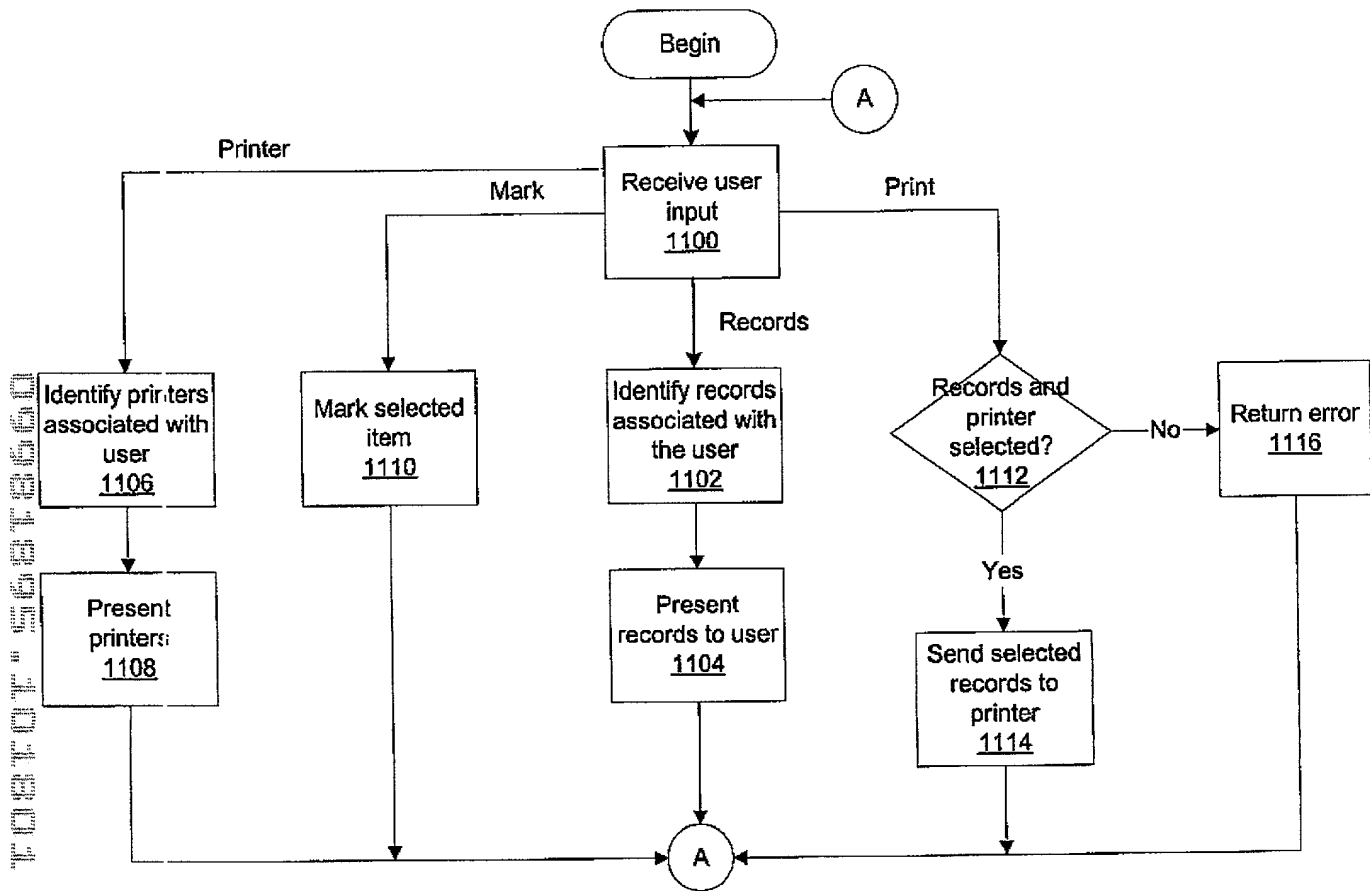 Begin
A
Printer
Mark
Receive user
input
1100
Print
Records
Identify printers
associated with
user
1106
Mark selected
item
1110
Identify records
associated with
the user
1102
Records and
printer
selected?
1112
No
Return error
1116
Present
printers
1108
Present
records to user
1104
Yes
Send selected
records to
printer
1114
A